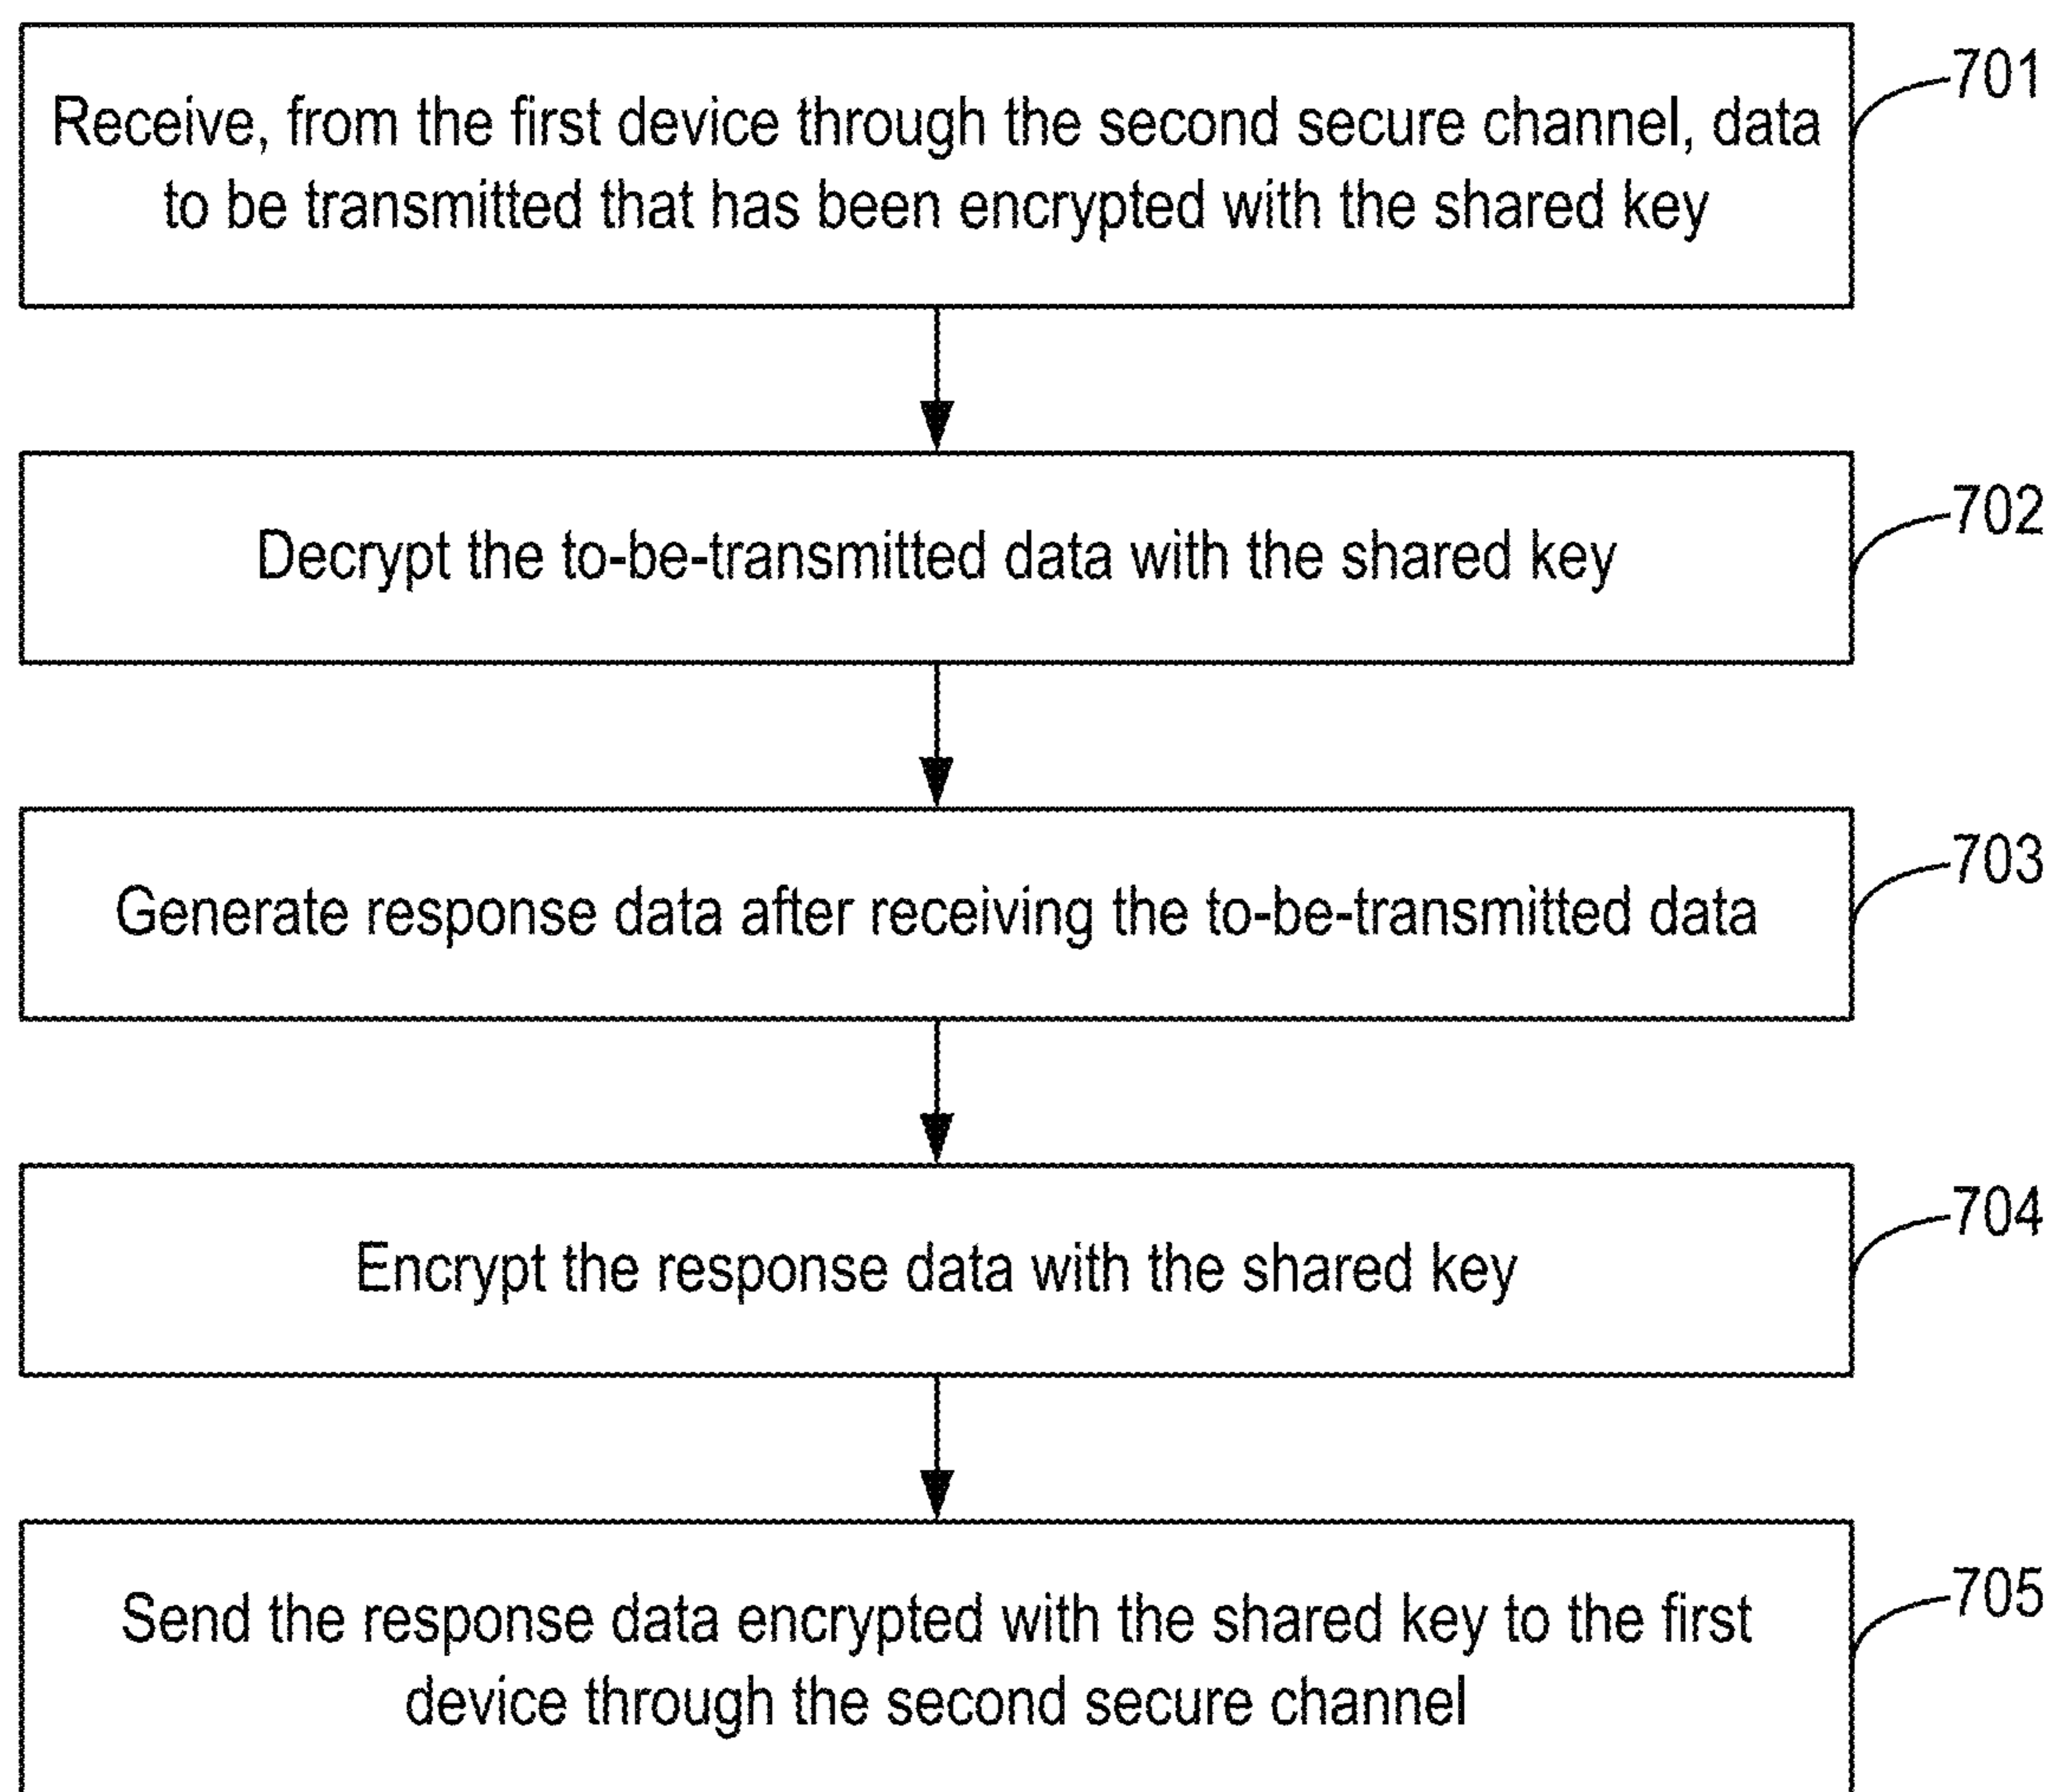 Receive, from the first device through the second secure channel, data
to be transmitted that has been encrypted with the shared key
701
Decrypt the to-be-transmitted data with the shared key
702
Generate response data after receiving the to-be-transmitted data
703
Encrypt the response data with the shared key
704
Send the response data encrypted with the shared key to the first
device through the second secure channel
705